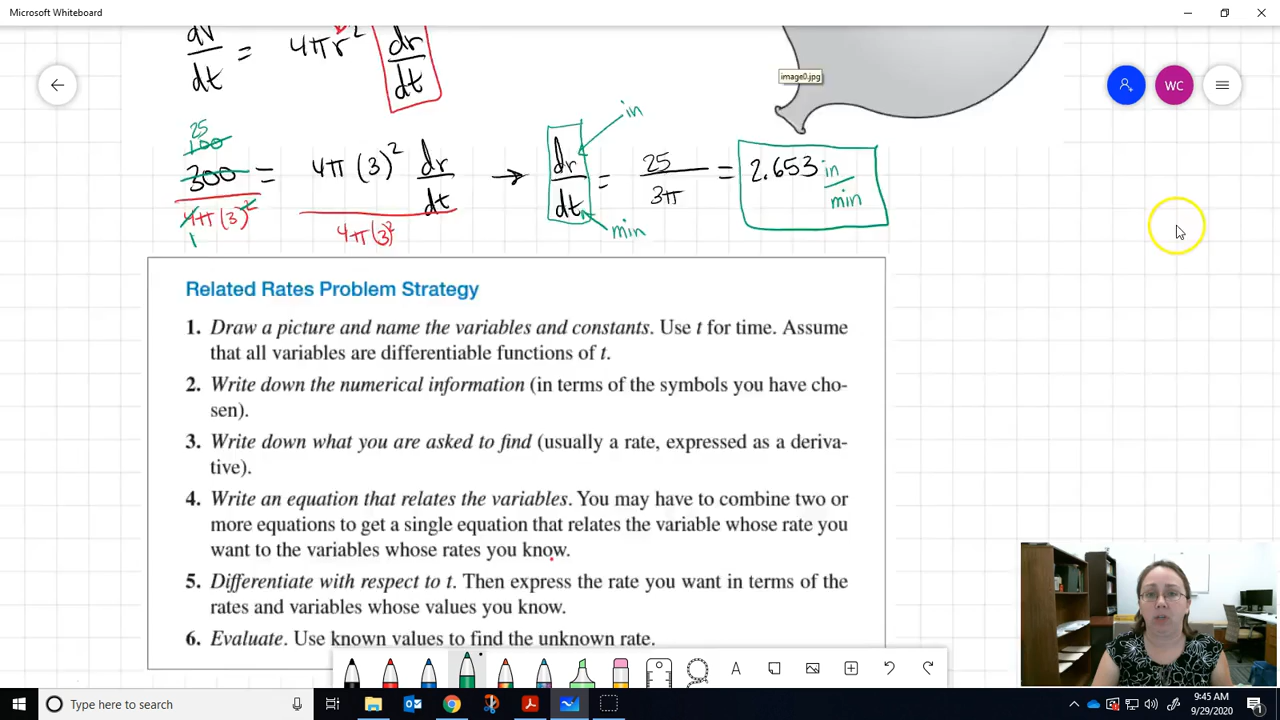 Microsoft Whiteboard
dV/dt = 4πr² dr/dt
image0.jpg
WC
in
25
100
300 = 4π(3)² dr/dt → dr/dt = 25/3π = 2.653 in/min
4π(3)² 4π(3)²
1
min
Related Rates Problem Strategy
1. Draw a picture and name the variables and constants. Use t for time. Assume
that all variables are differentiable functions of t.
2. Write down the numerical information (in terms of the symbols you have cho-
sen).
3. Write down what you are asked to find (usually a rate, expressed as a deriva-
tive).
4. Write an equation that relates the variables. You may have to combine two or
more equations to get a single equation that relates the variable whose rate you
want to the variables whose rates you know.
5. Differentiate with respect to t. Then express the rate you want in terms of the
rates and variables whose values you know.
6. Evaluate. Use known values to find the unknown rate.
A
Type here to search
9:45 AM
9/29/2020
1